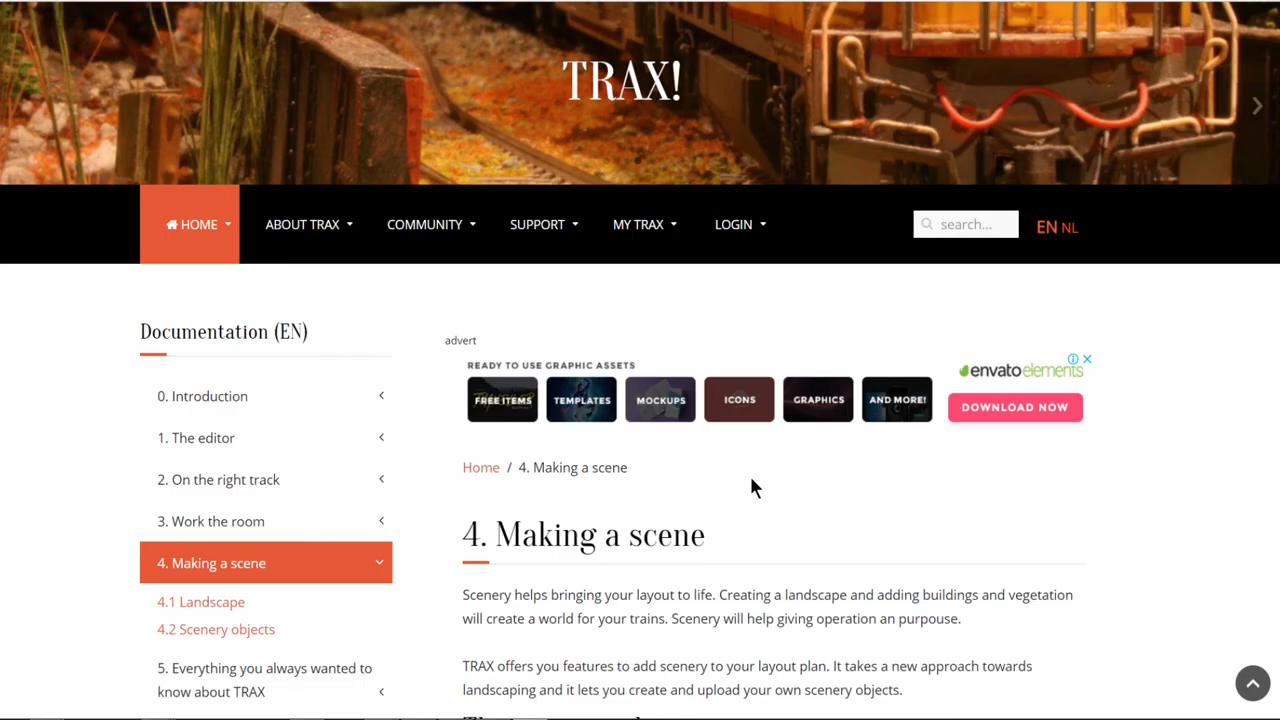 TRAX!
HOME
ABOUT TRAX
COMMUNITY
SUPPORT
MY TRAX
LOGIN
search...
EN NL
Documentation (EN)
0. Introduction
1. The editor
2. On the right track
3. Work the room
4. Making a scene
4.1 Landscape
4.2 Scenery objects
5. Everything you always wanted to
know about TRAX
advert
READY TO USE GRAPHIC ASSETS
FREE ITEMS
TEMPLATES
MOCKUPS
ICONS
GRAPHICS
AND MORE!
envatoelements
DOWNLOAD NOW
Home / 4. Making a scene
4. Making a scene
Scenery helps bringing your layout to life. Creating a landscape and adding buildings and vegetation
will create a world for your trains. Scenery will help giving operation an purpouse.
TRAX offers you features to add scenery to your layout plan. It takes a new approach towards
landscaping and it lets you create and upload your own scenery objects.